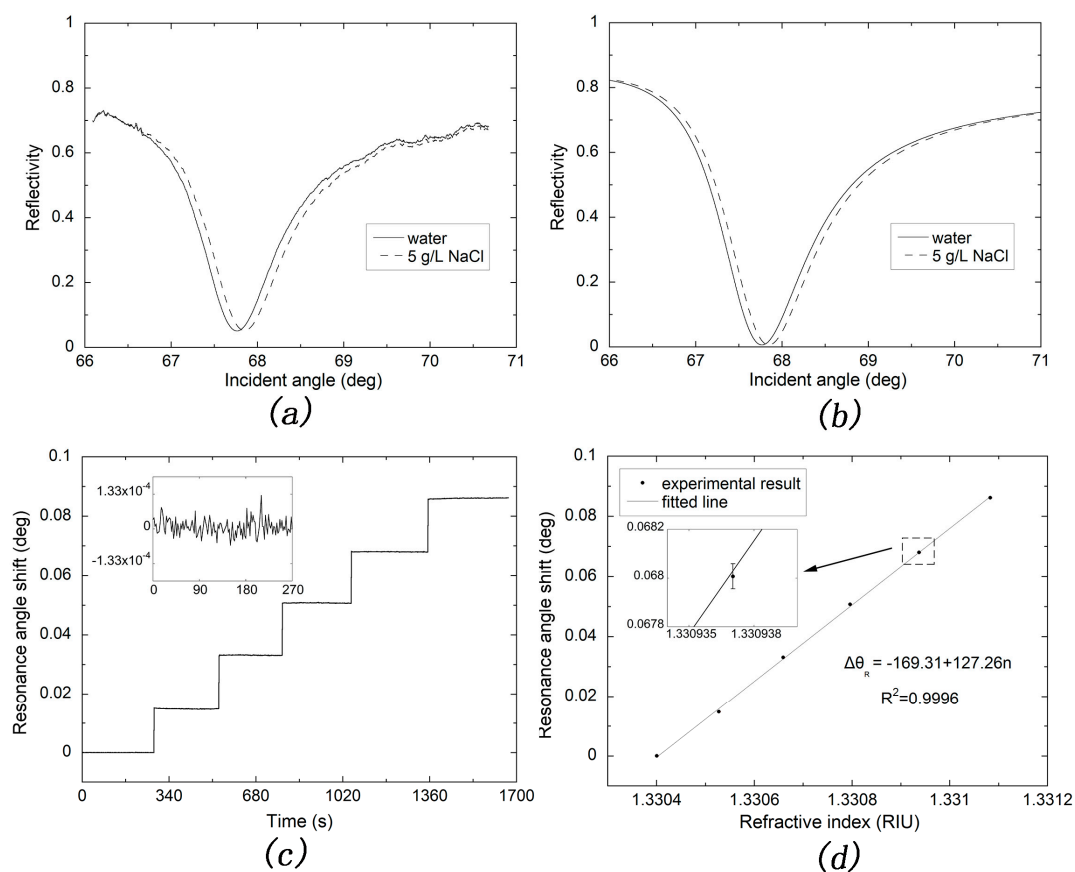 1
0.8
0.6
0.4
0.2
0
Reflectivity
water
5 g/L NaCl
66 67 68 69 70 71
Incident angle (deg)
(a)
1
0.8
0.6
0.4
0.2
0
Reflectivity
water
5 g/L NaCl
66 67 68 69 70 71
Incident angle (deg)
(b)
0.1
0.08
0.06
0.04
0.02
0
Resonance angle shift (deg)
1.33x10⁻⁴
0
-1.33x10⁻⁴
0 90 180 270
0 340 680 1020 1360 1700
Time (s)
(c)
0.1
0.08
0.06
0.04
0.02
0
Resonance angle shift (deg)
experimental result
fitted line
0.0682
0.068
0.0678
1.330935 1.330938
Δθ_R = -169.31+127.26n
R²=0.9996
1.3304 1.3306 1.3308 1.331 1.3312
Refractive index (RIU)
(d)